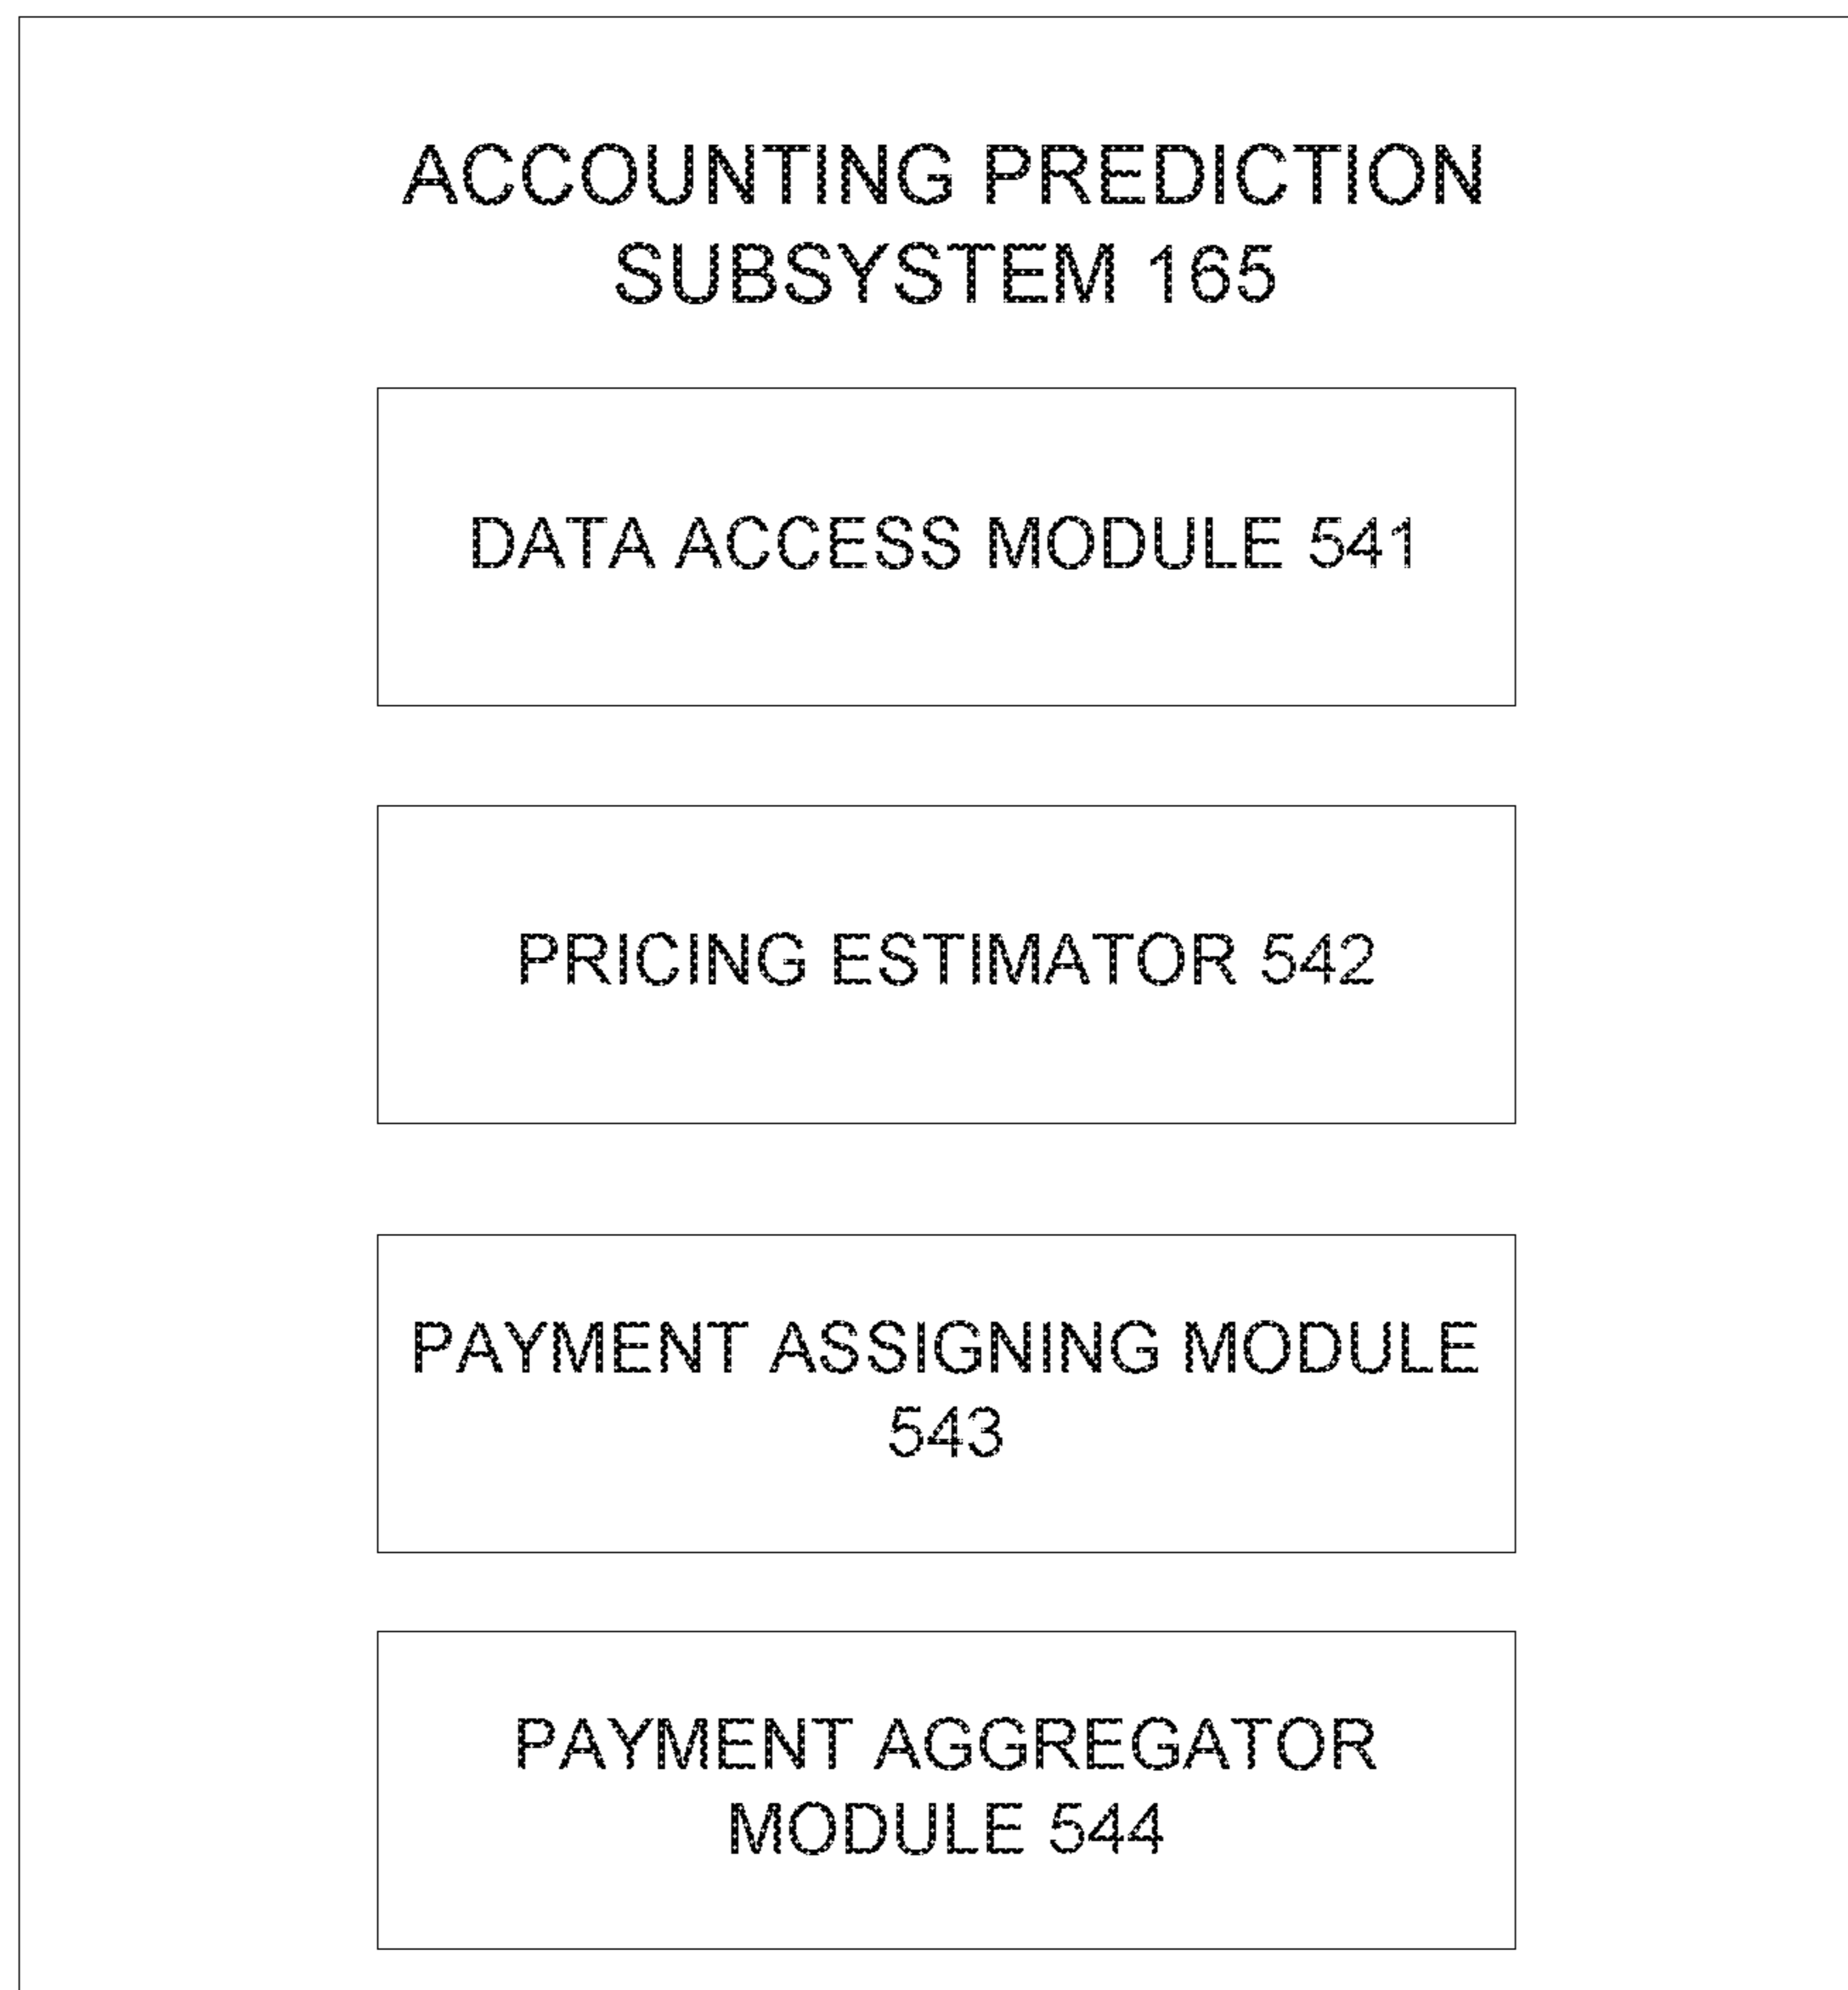 ACCOUNTING PREDICTION
SUBSYSTEM 165
DATA ACCESS MODULE 541
PRICING ESTIMATOR 542
PAYMENT ASSIGNING MODULE
543
PAYMENT AGGREGATOR
MODULE 544